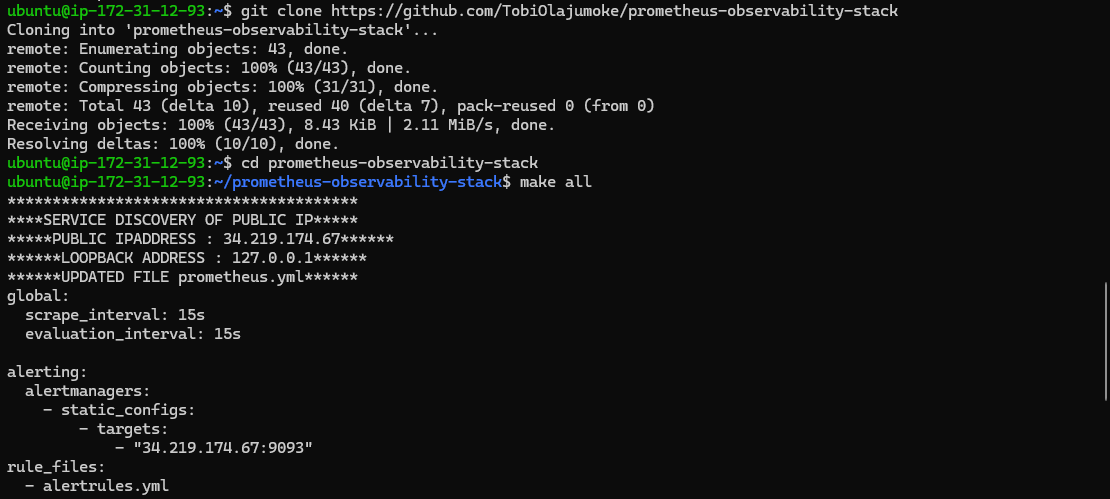 ubuntu@ip-172-31-12-93:~$ git clone https://github.com/TobiOlajumoke/prometheus-observability-stack
Cloning into 'prometheus-observability-stack'...
remote: Enumerating objects: 43, done.
remote: Counting objects: 100% (43/43), done.
remote: Compressing objects: 100% (31/31), done.
remote: Total 43 (delta 10), reused 40 (delta 7), pack-reused 0 (from 0)
Receiving objects: 100% (43/43), 8.43 KiB | 2.11 MiB/s, done.
Resolving deltas: 100% (10/10), done.
ubuntu@ip-172-31-12-93:~$ cd prometheus-observability-stack
ubuntu@ip-172-31-12-93:~/prometheus-observability-stack$ make all
***************************************
****SERVICE DISCOVERY OF PUBLIC IP*****
*****PUBLIC IPADDRESS : 34.219.174.67******
******LOOPBACK ADDRESS : 127.0.0.1******
******UPDATED FILE prometheus.yml******
global:
  scrape_interval: 15s
  evaluation_interval: 15s

alerting:
  alertmanagers:
    - static_configs:
        - targets:
            - "34.219.174.67:9093"
rule_files:
  - alertrules.yml